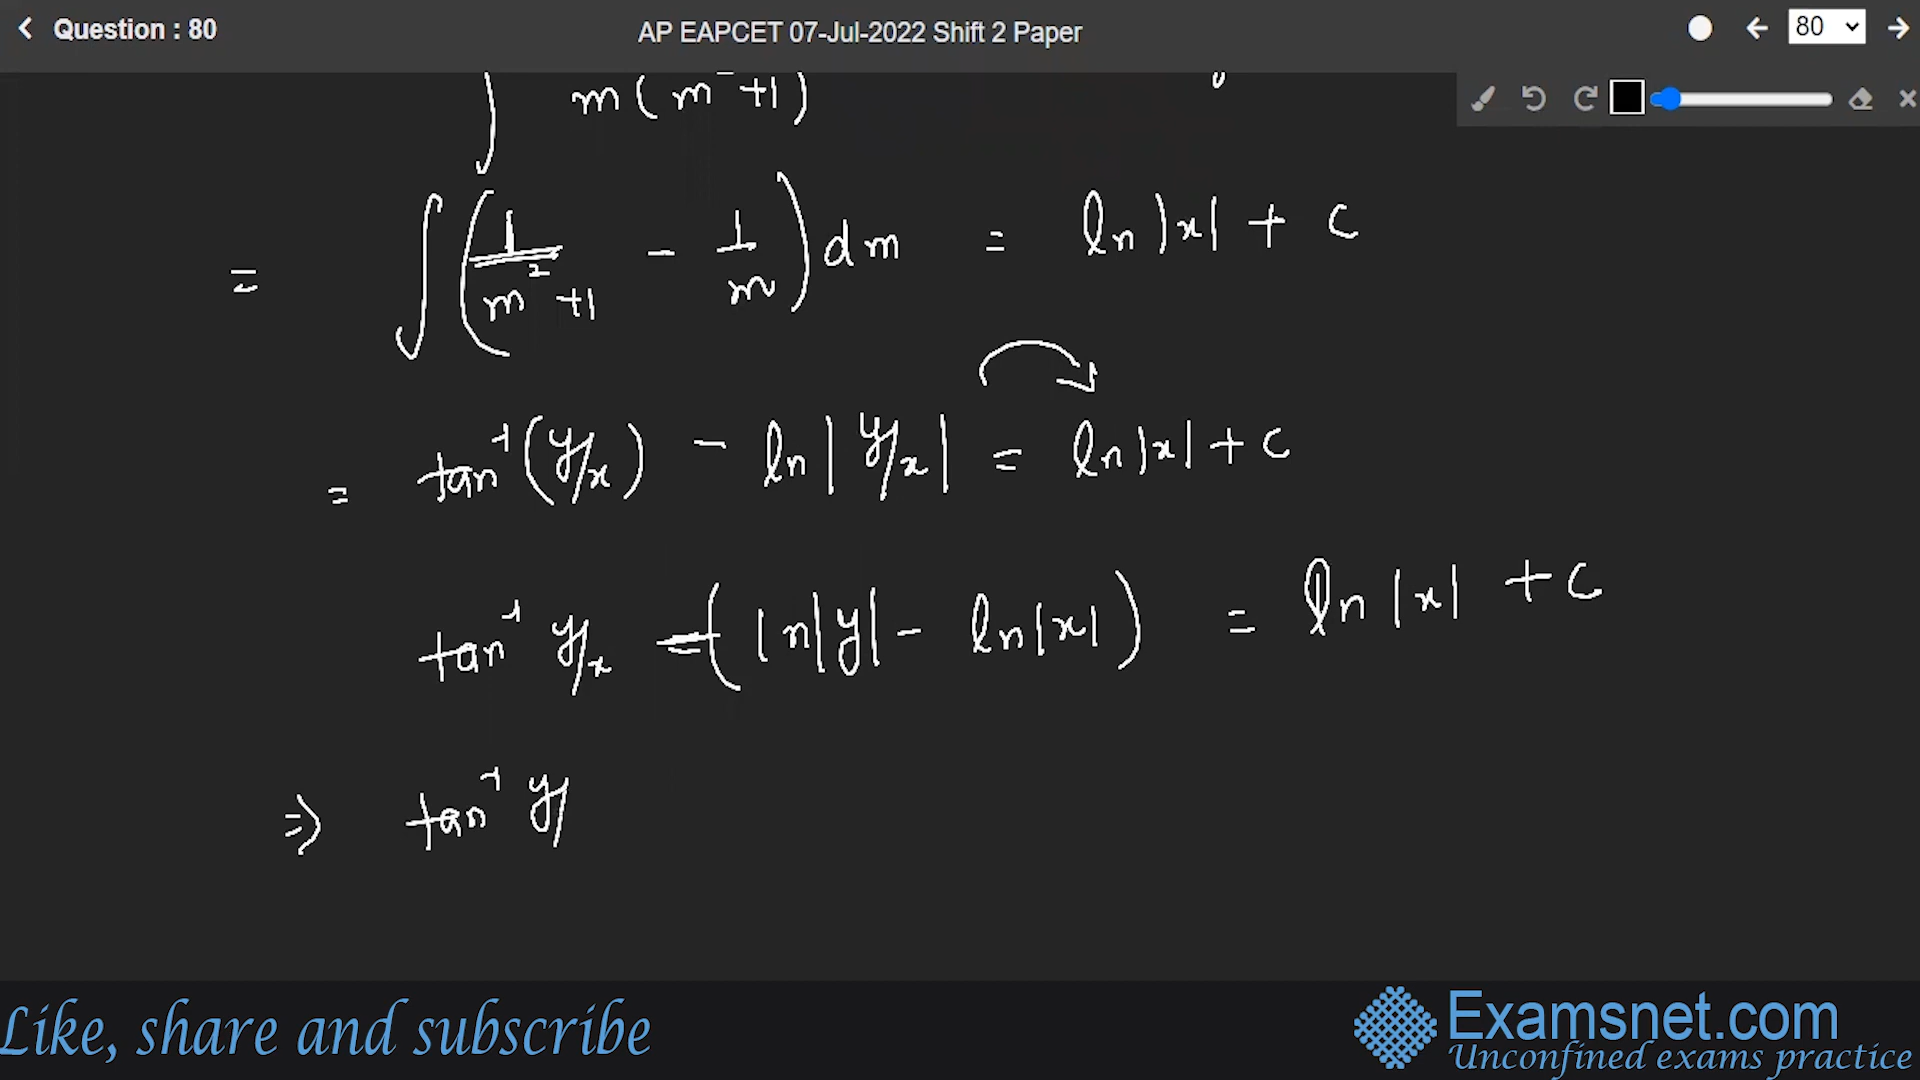 Question : 80
AP EAPCET 07-Jul-2022 Shift 2 Paper
80
∫ m(m²+1)
= ∫ (1/(m²+1) - 1/m) dm = ln|x| + c
= tan⁻¹(y/x) - ln|y/x| = ln|x| + c
tan⁻¹ y/x - (ln|y| - ln|x|) = ln|x| + c
⇒ tan⁻¹ y/
Like, share and subscribe
Examsnet.com
Unconfined exams practice